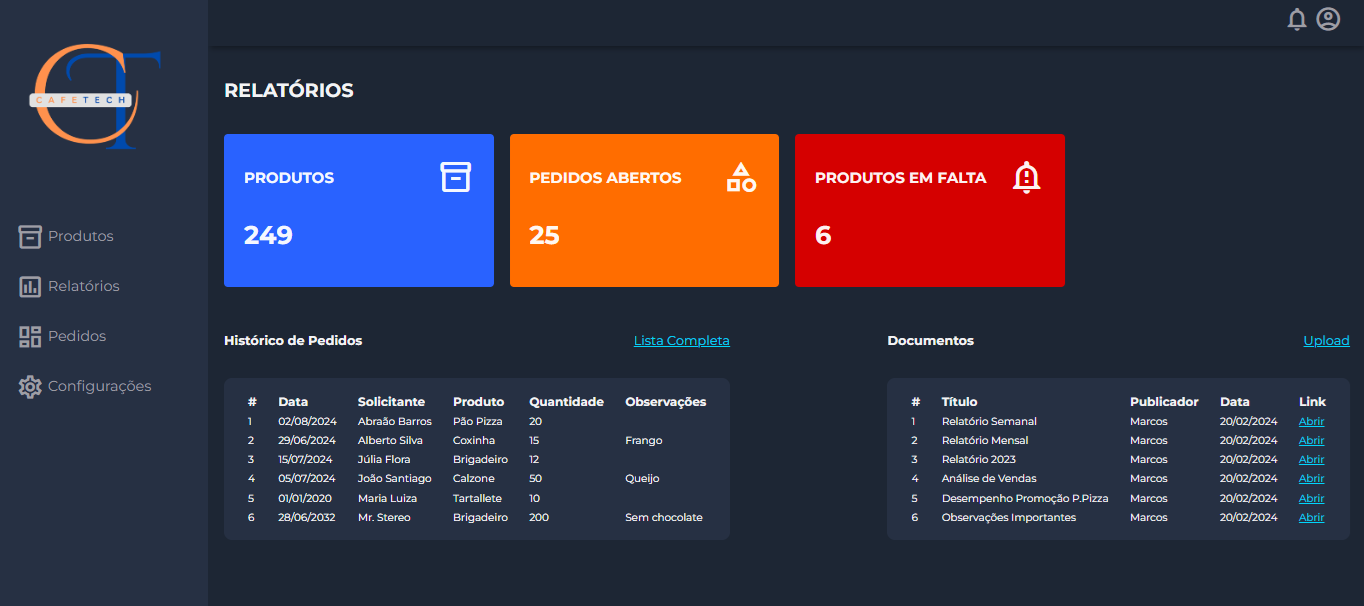 CAFETECH
Produtos
Relatórios
Pedidos
Configurações
RELATÓRIOS
PRODUTOS
249
PEDIDOS ABERTOS
25
PRODUTOS EM FALTA
6
Histórico de Pedidos Lista Completa
# Data Solicitante Produto Quantidade Observações
1 02/08/2024 Abraão Barros Pão Pizza 20
2 29/06/2024 Alberto Silva Coxinha 15 Frango
3 15/07/2024 Júlia Flora Brigadeiro 12
4 05/07/2024 João Santiago Calzone 50 Queijo
5 01/01/2020 Maria Luiza Tartallete 10
6 28/06/2032 Mr. Stereo Brigadeiro 200 Sem chocolate
Documentos Upload
# Título Publicador Data Link
1 Relatório Semanal Marcos 20/02/2024 Abrir
2 Relatório Mensal Marcos 20/02/2024 Abrir
3 Relatório 2023 Marcos 20/02/2024 Abrir
4 Análise de Vendas Marcos 20/02/2024 Abrir
5 Desempenho Promoção P.Pizza Marcos 20/02/2024 Abrir
6 Observações Importantes Marcos 20/02/2024 Abrir